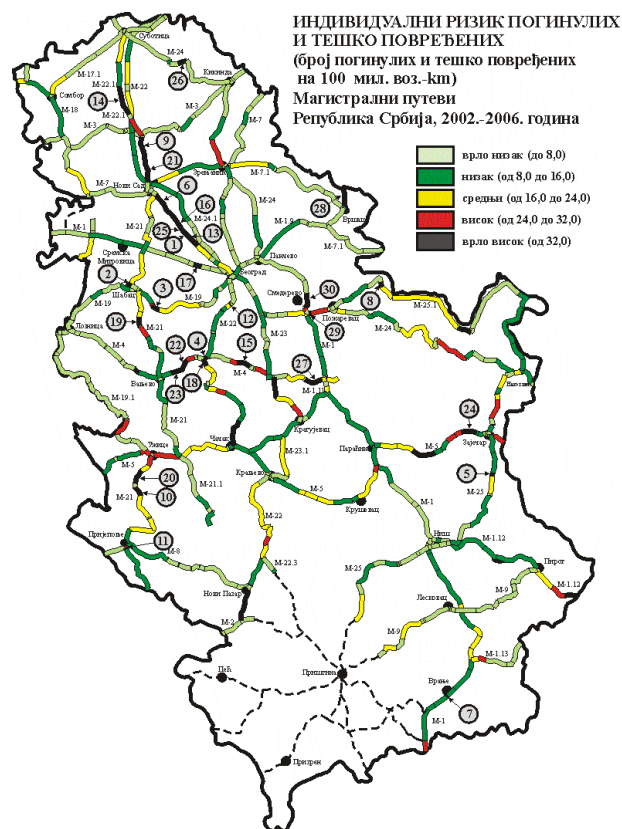 ИНДИВИДУАЛНИ РИЗИК ПОГИНУЛИХ
И ТЕШКО ПОВРЕЂЕНИХ
(број погинулих и тешко повређених
на 100 мил. воз.-km)
Магистрални путеви
Република Србија, 2002.-2006. година
врло низак (до 8,0)
низак (од 8,0 до 16,0)
средњи (од 16,0 до 24,0)
висок (од 24,0 до 32,0)
врло висок (од 32,0)
Суботица
М-24
26
Кикинда
М-17.1
М-22.1
М-22
Сомбор
14
М-18
М-22.1
М-3
М-3
М-7
9
21
Зрењанин
М-7.1
М-7
Нови Сад
6
16
М-24
М-24.1
28
Вршац
М-1
М-21
25
1
13
М-1.9
М-7.1
Сремска
Митровица
17
Панчево
Београд
2
3
Шабац
М-19
М-19
Смедерево
30
8
М-25.1
Пожаревац
19
М-21
М-22
12
М-23
29
М-24
Лозница
М-4
22
4
15
М-4
М-1
27
М-1.11
Ваљево
23
18
М-19.1
М-21
Крагујевац
24
Неготин
Ужице
Чачак
М-23.1
Параћин
М-5
Зајечар
М-5
Краљево
5
20
10
М-21
М-21.1
М-5
Крушевац
М-1
М-25
М-22
11
Пријепоље
М-8
М-22.3
Ниш
М-1.12
М-25
Пирот
М-1.12
Нови Пазар
Лесковац
М-9
М-2
М-9
М-1.13
Пећ
Приштина
Врање
7
М-1
Призрен